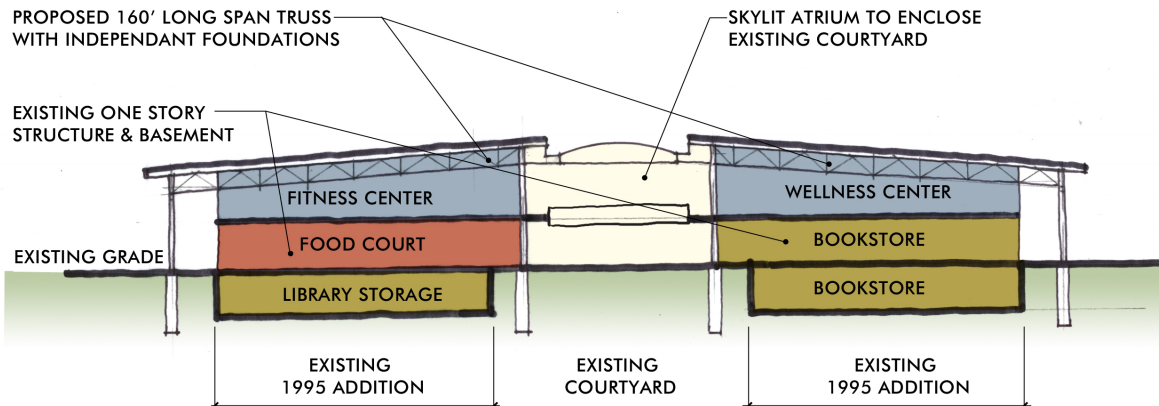 PROPOSED 160' LONG SPAN TRUSS
WITH INDEPENDANT FOUNDATIONS
SKYLIT ATRIUM TO ENCLOSE
EXISTING COURTYARD
EXISTING ONE STORY
STRUCTURE & BASEMENT
FITNESS CENTER
WELLNESS CENTER
FOOD COURT
BOOKSTORE
EXISTING GRADE
LIBRARY STORAGE
BOOKSTORE
EXISTING
1995 ADDITION
EXISTING
COURTYARD
EXISTING
1995 ADDITION